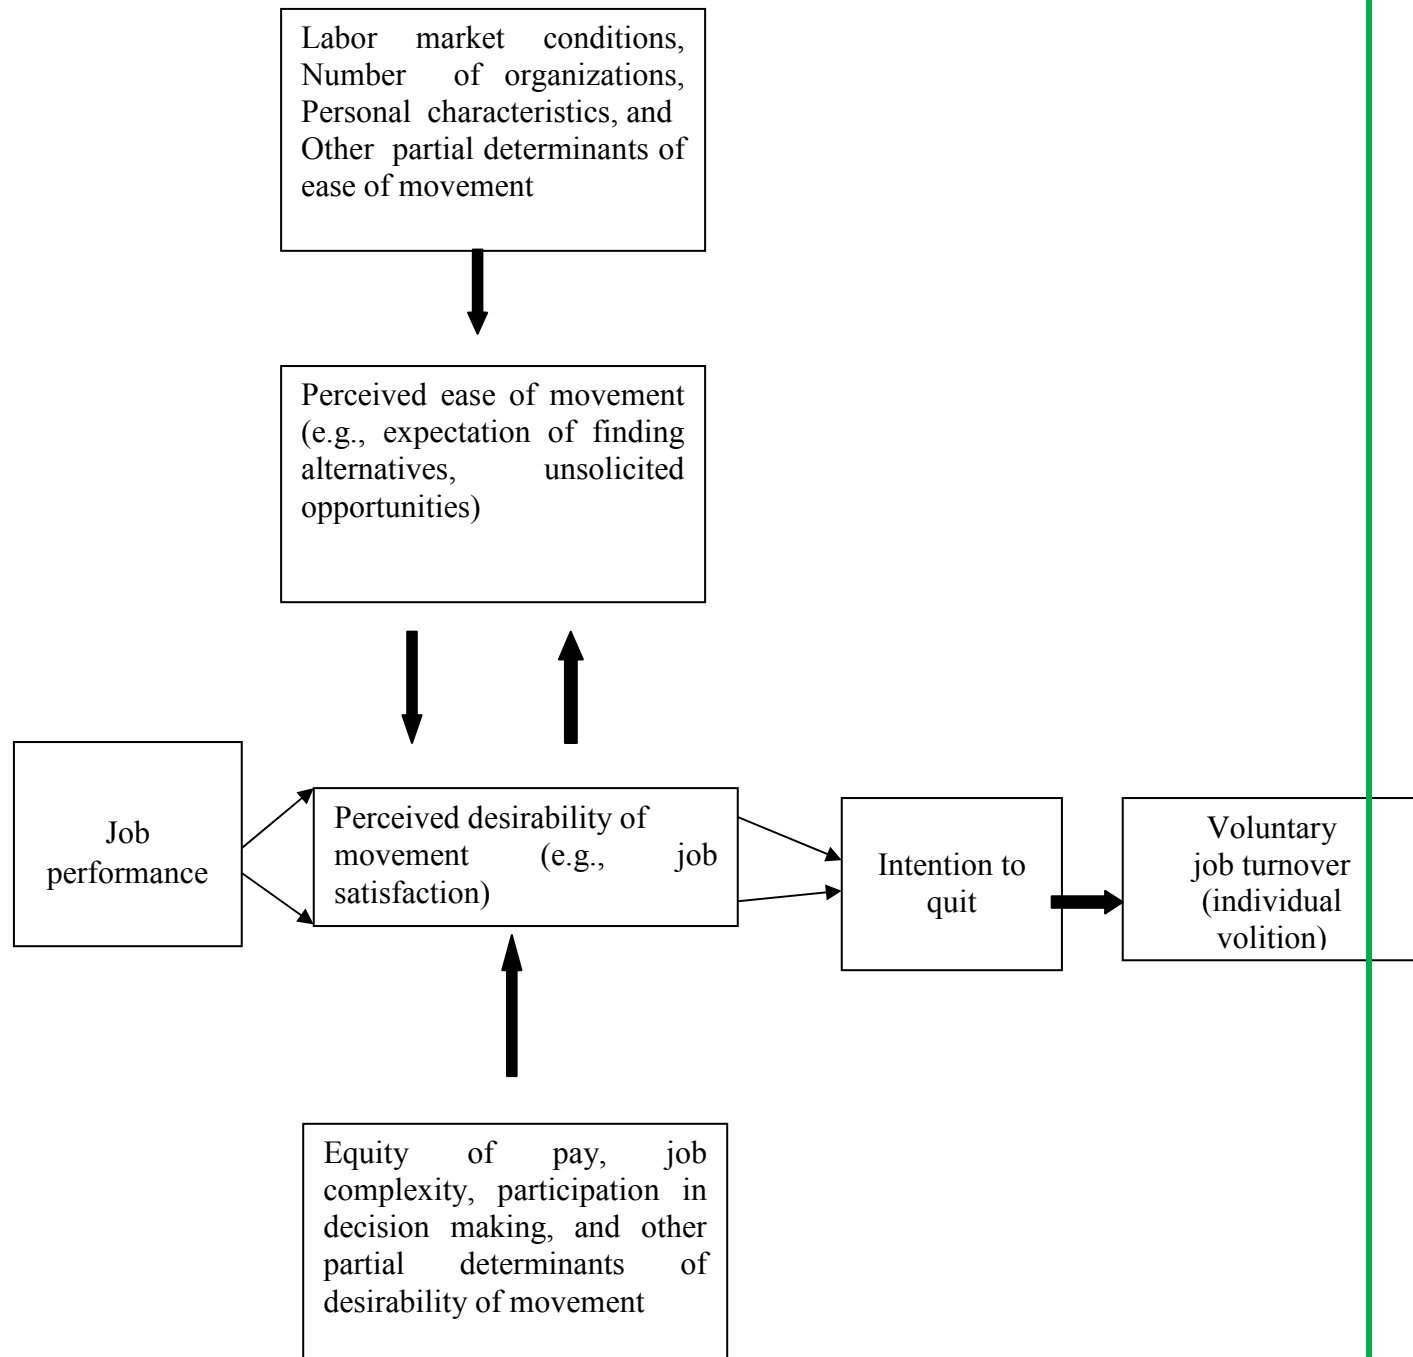 Labor market conditions,
Number of organizations,
Personal characteristics, and
Other partial determinants of
ease of movement
Perceived ease of movement
(e.g., expectation of finding
alternatives, unsolicited
opportunities)
Job
performance
Perceived desirability of
movement (e.g., job
satisfaction)
Intention to
quit
Voluntary
job turnover
(individual
volition)
Equity of pay, job
complexity, participation in
decision making, and other
partial determinants of
desirability of movement